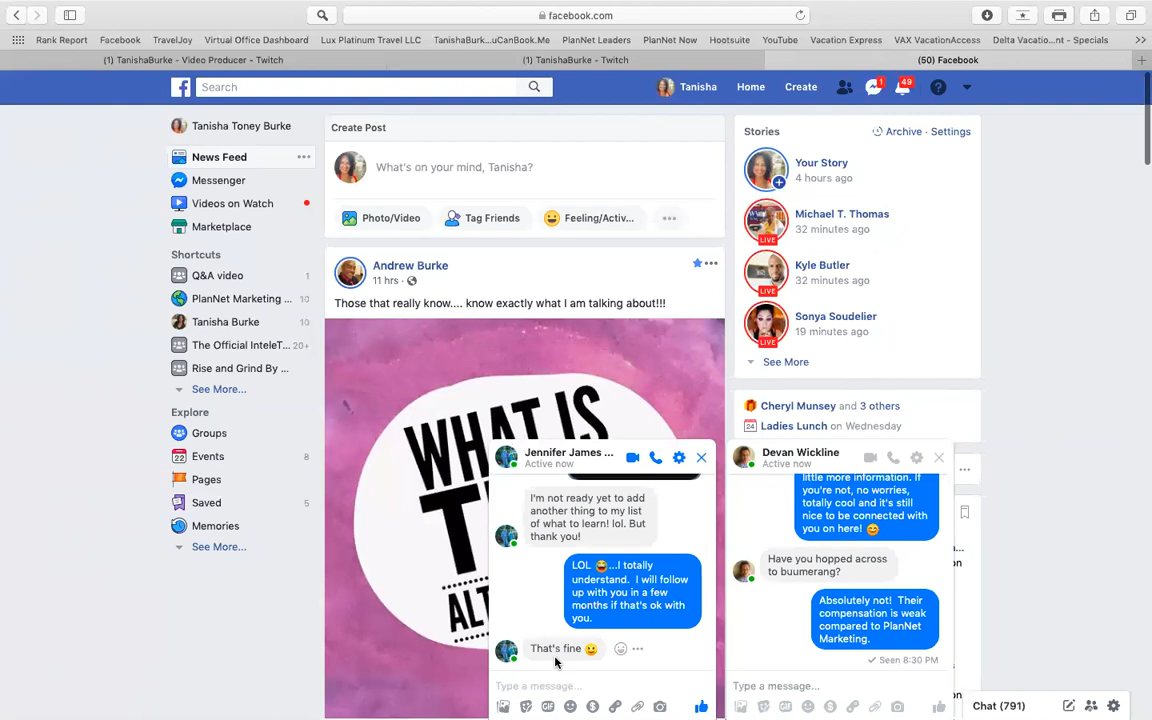 facebook.com
Rank Report Facebook TravelJoy Virtual Office Dashboard Lux Platinum Travel LLC TanishaBurk...uCanBook.Me PlanNet Leaders PlanNet Now Hootsuite YouTube Vacation Express VAX VacationAccess Delta Vacatio...nt - Specials >>
(1) TanishaBurke - Video Producer - Twitch (1) TanishaBurke - Twitch (50) Facebook
Search Tanisha Home Create 1 49
Tanisha Toney Burke
News Feed
Messenger
Videos on Watch
Marketplace
Shortcuts
Q&A video 1
PlanNet Marketing ... 10
Tanisha Burke 10
The Official InteleT... 20+
Rise and Grind By ...
See More...
Explore
Groups
Events 8
Pages
Saved
Memories
See More...
Create Post
What's on your mind, Tanisha?
Photo/Video Tag Friends Feeling/Activ...
Andrew Burke
11 hrs ·
Those that really know.... know exactly what I am talking about!!!
WHAT IS
Stories Archive · Settings
Your Story
4 hours ago
Michael T. Thomas
32 minutes ago
LIVE
Kyle Butler
32 minutes ago
LIVE
Sonya Soudelier
19 minutes ago
LIVE
See More
Cheryl Munsey and 3 others
24 Ladies Lunch on Wednesday
Jennifer James ...
Active now
I'm not ready yet to add
another thing to my list
of what to learn! lol. But
thank you!
LOL 😂...I totally
understand. I will follow
up with you in a few
months if that's ok with
you.
That's fine 🙂
Type a message...
GIF
Devan Wickline
Active now
little more information. If
you're not, no worries,
totally cool and it's still
nice to be connected with
you on here! 😊
Have you hopped across
to buumerang?
Absolutely not! Their
compensation is weak
compared to PlanNet
Marketing.
Seen 8:30 PM
Type a message...
GIF
Chat (791)